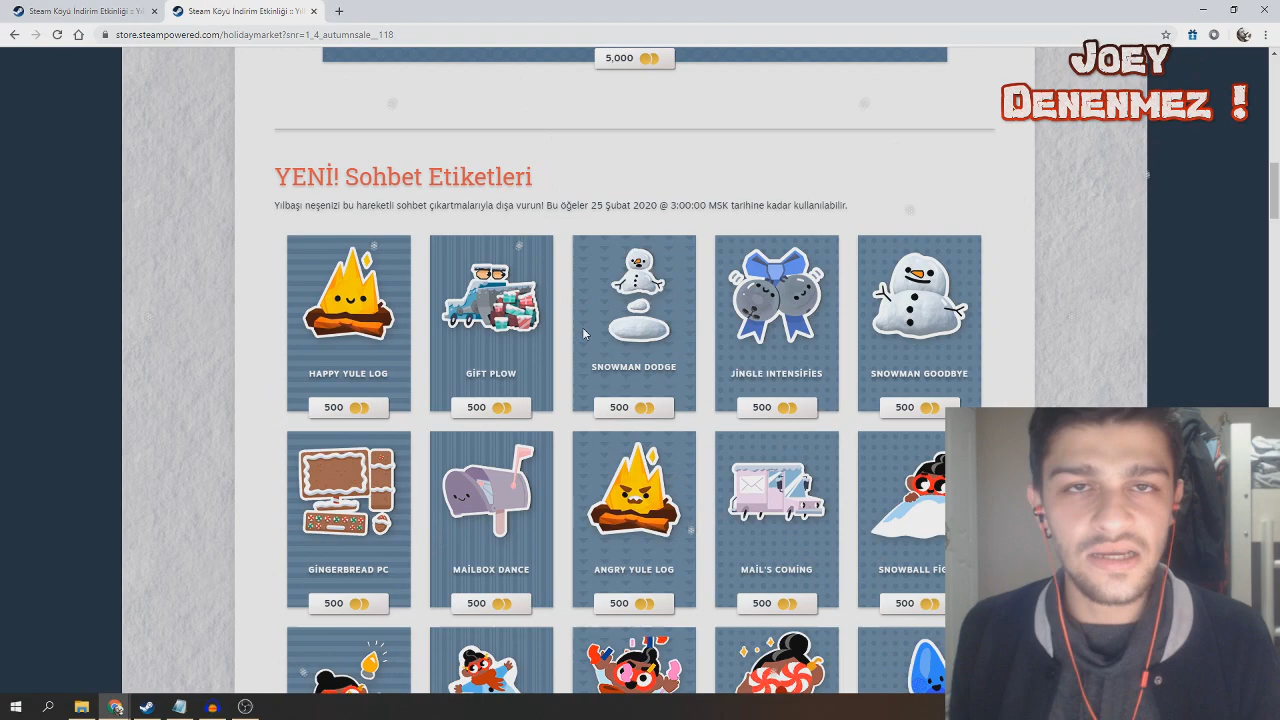 Steam Köyü İndirim Etkinliği :: Yıl
Steam Köyü İndirim Etkinliği :: Yıl
store.steampowered.com/holidaymarket?snr=1_4_autumnsale__118
JOEY
DENENMEZ !
5,000
YENİ! Sohbet Etiketleri
Yılbaşı neşenizi bu hareketli sohbet çıkartmalarıyla dışa vurun! Bu öğeler 25 Şubat 2020 @ 3:00:00 MSK tarihine kadar kullanılabilir.
HAPPY YULE LOG
GİFT PLOW
SNOWMAN DODGE
JİNGLE INTENSİFİES
SNOWMAN GOODBYE
500
500
500
500
500
GİNGERBREAD PC
MAİLBOX DANCE
ANGRY YULE LOG
MAİL'S COMİNG
SNOWBALL FİG
500
500
500
500
500